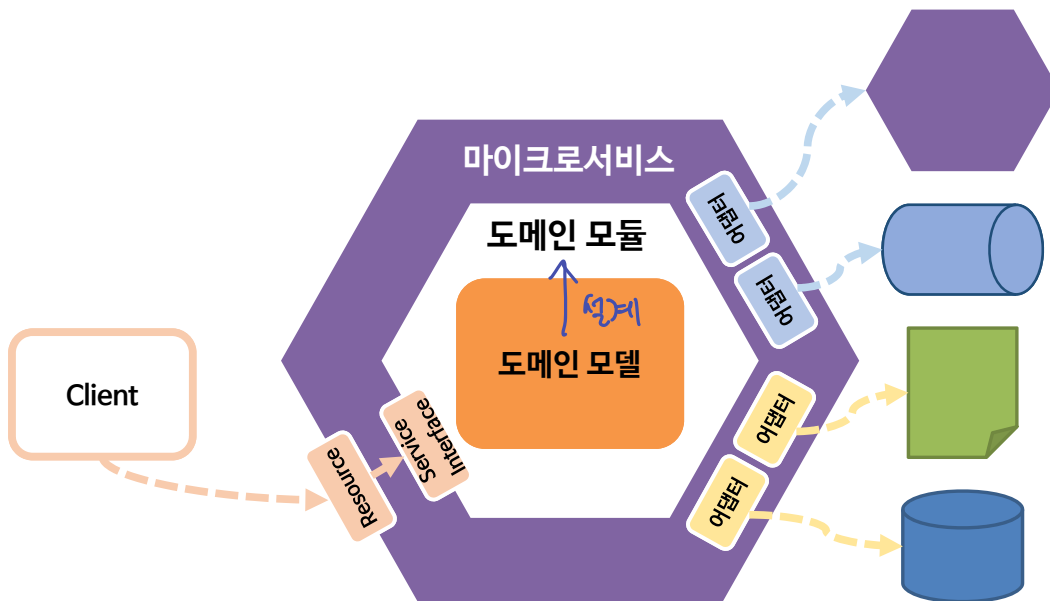 마이크로서비스
어댑터
도메인 모듈
어댑터
설계
도메인 모델
Client
Service
Interface
어댑터
Resource
어댑터